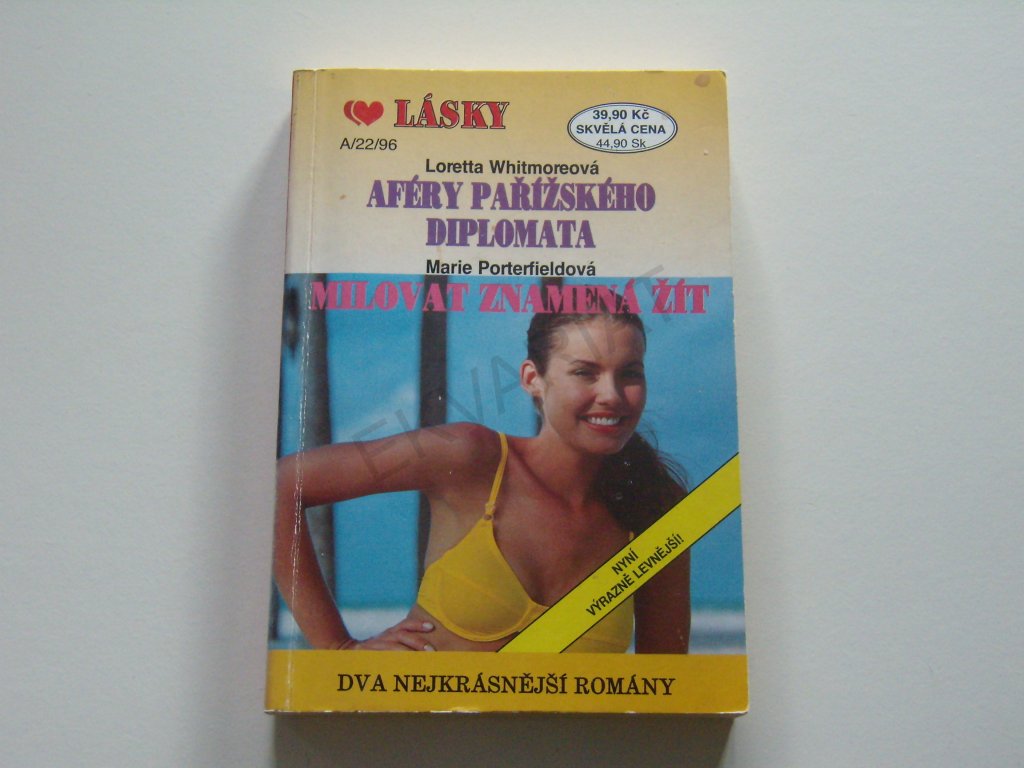 LÁSKY
39,90 Kč
SKVĚLÁ CENA
44,90 Sk
A/22/96
Loretta Whitmoreová
AFÉRY PAŘÍŽSKÉHO
DIPLOMATA
Marie Porterfieldová
MILOVAT ZNAMENÁ ŽÍT
NYNÍ
VÝRAZNĚ LEVNĚJŠÍ!
DVA NEJKRÁSNĚJŠÍ ROMÁNY